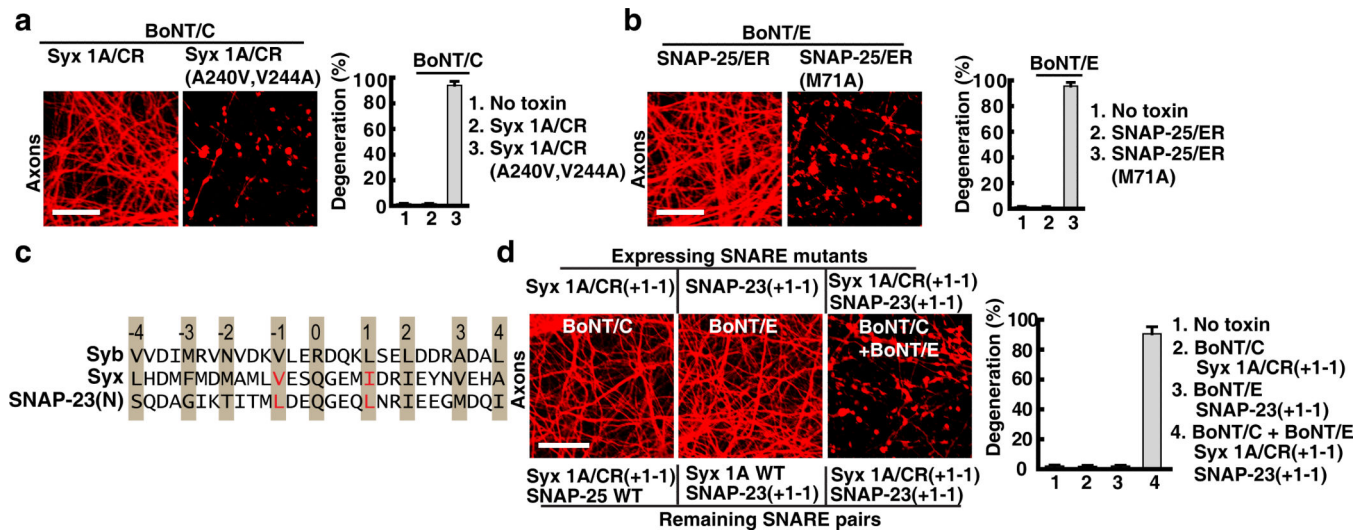 a
BoNT/C
Syx 1A/CR
Syx 1A/CR
(A240V,V244A)
Axons
Degeneration (%)
100
80
60
40
20
0
BoNT/C
1 2 3
1. No toxin
2. Syx 1A/CR
3. Syx 1A/CR
(A240V,V244A)
b
BoNT/E
SNAP-25/ER
SNAP-25/ER
(M71A)
Axons
Degeneration (%)
100
80
60
40
20
0
BoNT/E
1 2 3
1. No toxin
2. SNAP-25/ER
3. SNAP-25/ER
(M71A)
c
-4 -3 -2 -1 0 1 2 3 4
Syb VVDIMRVNVDKVLERDQKLSELDDRADAL
Syx LHDMFMDMAMLVESQGEMIDRIEYNVEHA
SNAP-23(N) SQDAGIKTITMLDEQGEQLNRIEEGMDQI
d
Expressing SNARE mutants
Syx 1A/CR(+1-1)
SNAP-23(+1-1)
Syx 1A/CR(+1-1)
SNAP-23(+1-1)
Axons
BoNT/C
BoNT/E
BoNT/C
+BoNT/E
Syx 1A/CR(+1-1)
SNAP-25 WT
Syx 1A WT
SNAP-23(+1-1)
Syx 1A/CR(+1-1)
SNAP-23(+1-1)
Remaining SNARE pairs
Degeneration (%)
100
80
60
40
20
0
1 2 3 4
1. No toxin
2. BoNT/C
Syx 1A/CR(+1-1)
3. BoNT/E
SNAP-23(+1-1)
4. BoNT/C + BoNT/E
Syx 1A/CR(+1-1)
SNAP-23(+1-1)